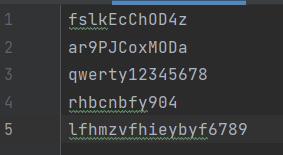 1 fslkEcChOD4z
2 ar9PJCoxMODa
3 qwerty12345678
4 rhbcnbfy904
5 lfhmzvfhieybyf6789